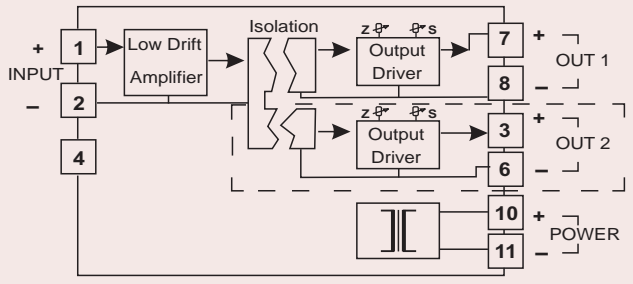 Isolation
1
+
INPUT
–
2
4
Low Drift
Amplifier
Z S
Output
Driver
7 +
OUT 1
8 –
Z S
Output
Driver
3 +
OUT 2
6 –
10 +
POWER
11 –